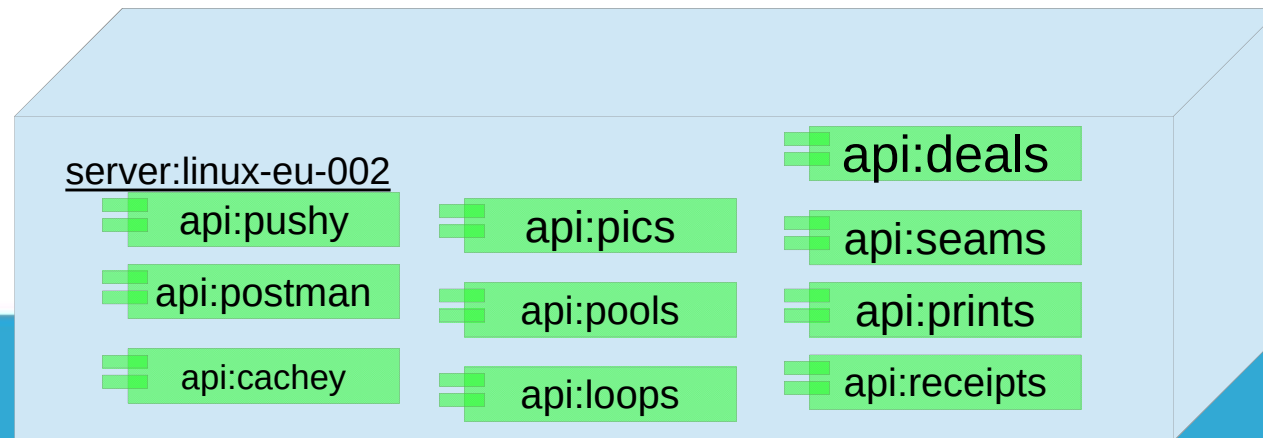 server:linux-eu-002
api:pushy
api:postman
api:cachey
api:pics
api:pools
api:loops
api:deals
api:seams
api:prints
api:receipts